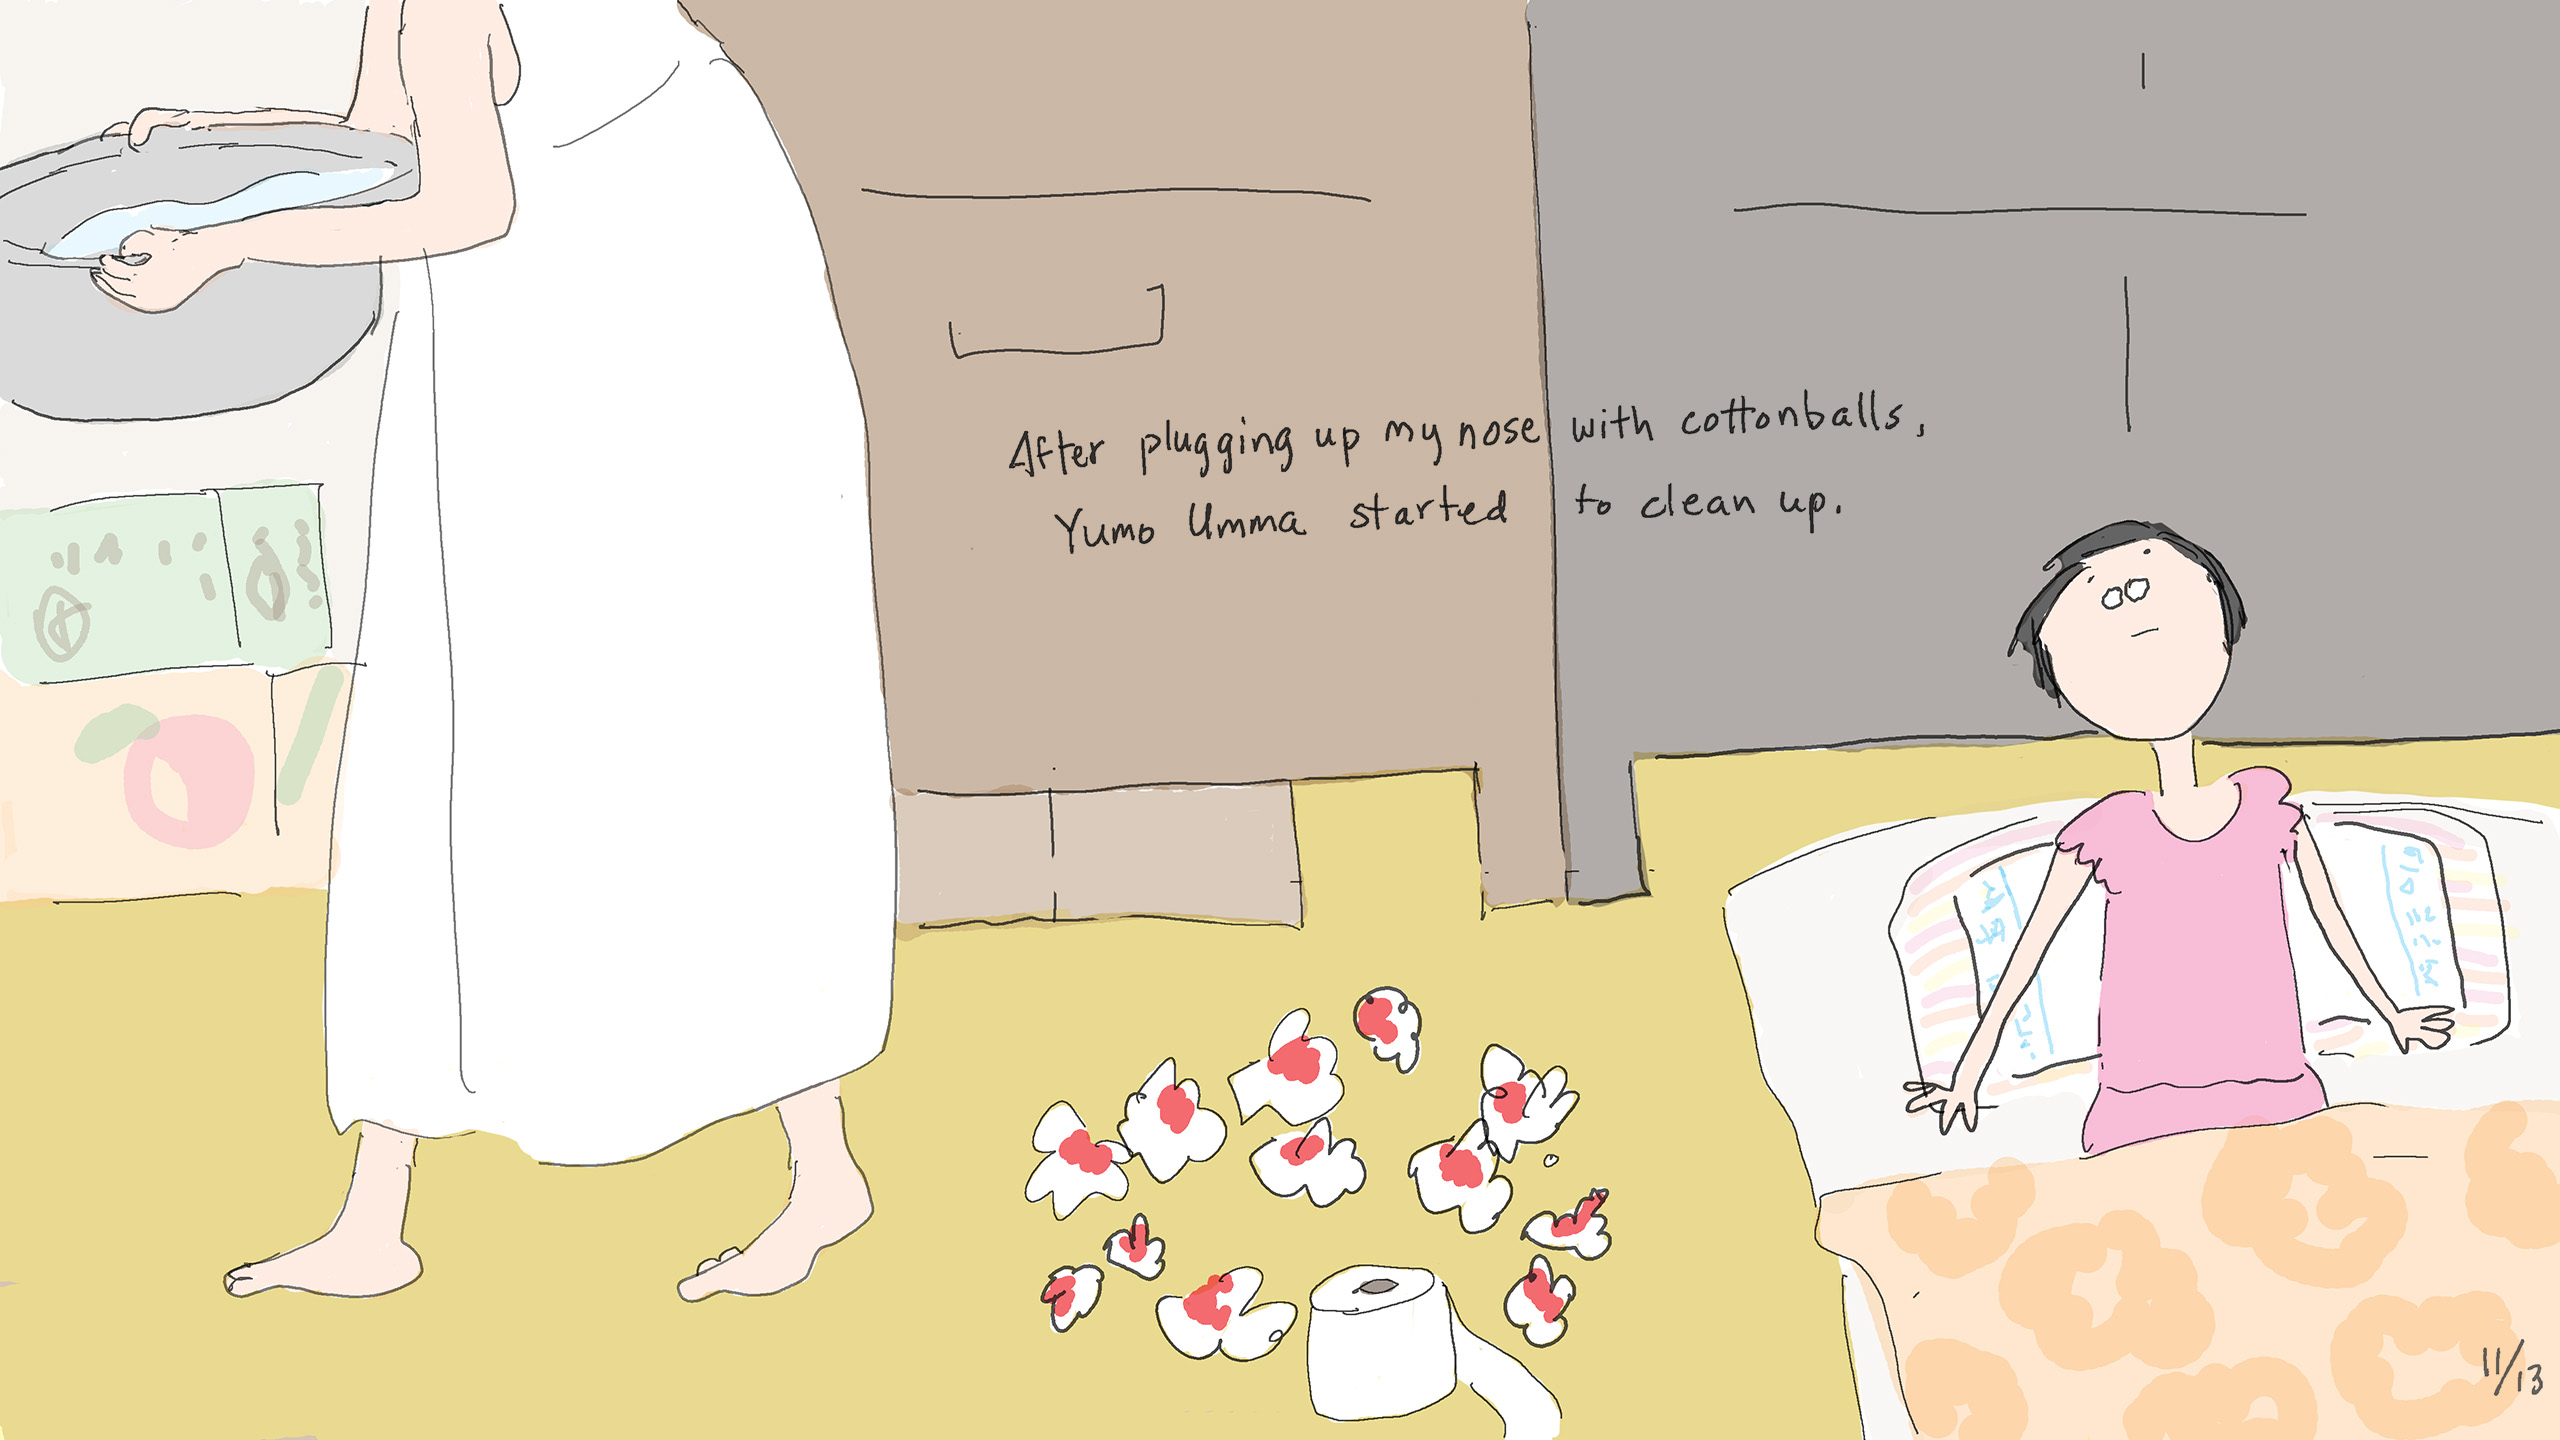 After plugging up my nose with cottonballs,
Yumo Umma started to clean up.
11/13